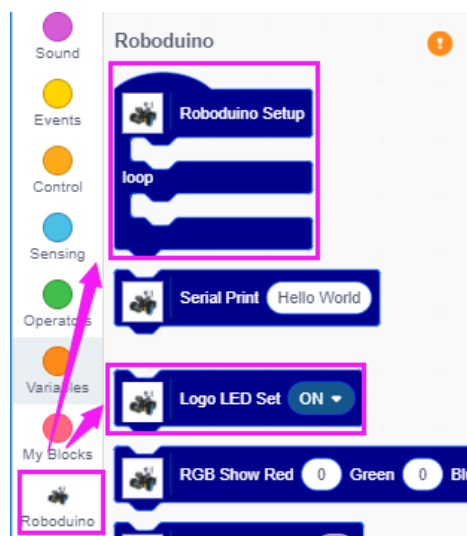 Sound
Events
Control
Sensing
Operators
Variables
My Blocks
Roboduino
Roboduino
!
Roboduino Setup
loop
Serial Print Hello World
Logo LED Set ON
RGB Show Red 0 Green 0 Bl